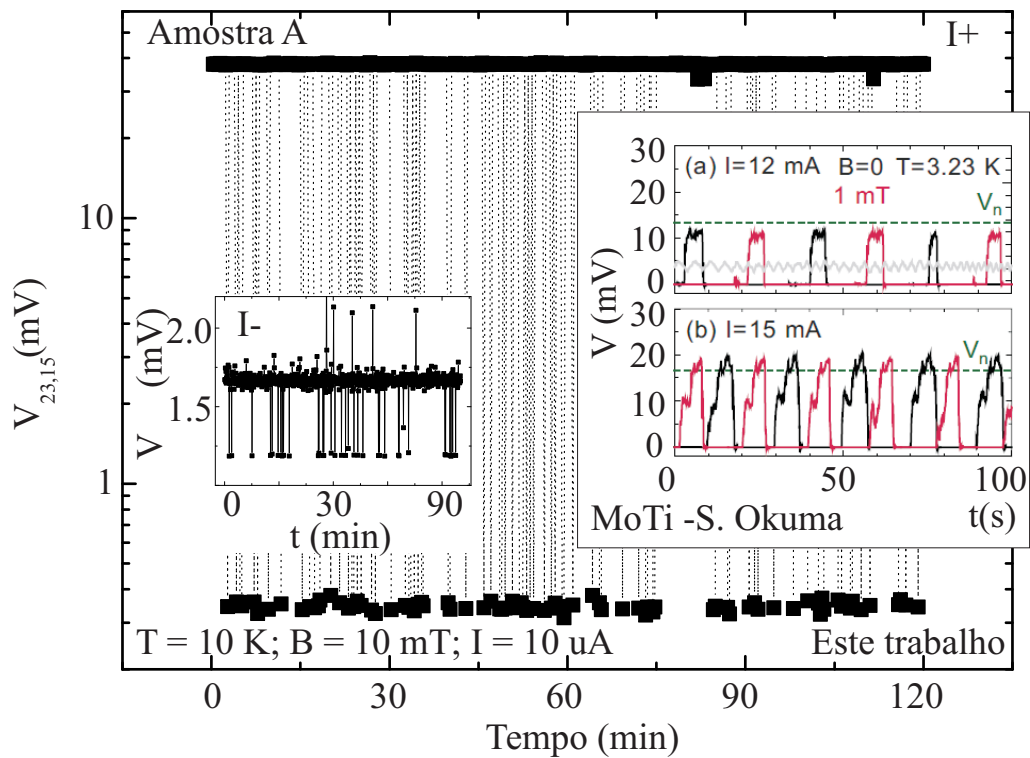 Amostra A
I+
V23,15(mV)
10
1
I-
V (mV)
2.0
1.5
0 30 90
t (min)
30
20
10
0
(a) I=12 mA B=0 T=3.23 K
1 mT
Vn
V (mV)
30
20
10
0
(b) I=15 mA
Vn
0 50 100
MoTi -S. Okuma
t(s)
T = 10 K; B = 10 mT; I = 10 uA
Este trabalho
0 30 60 90 120
Tempo (min)